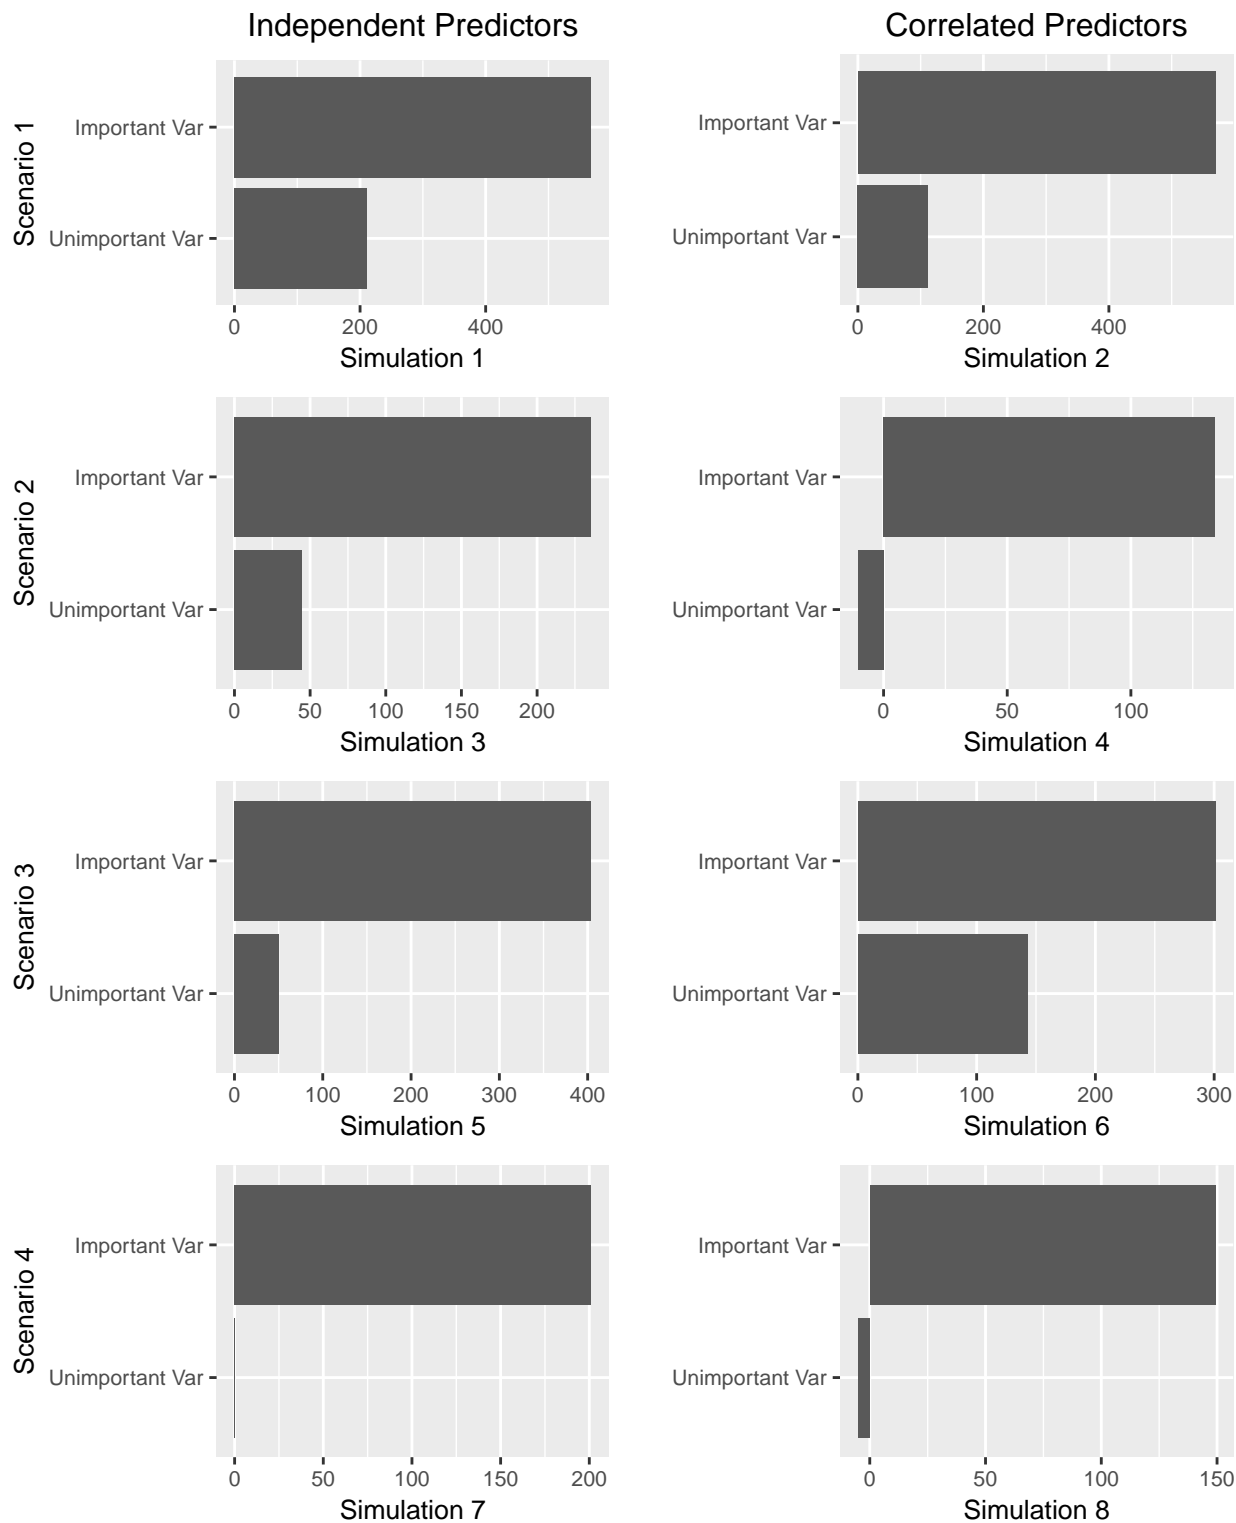 Independent Predictors
Correlated Predictors
Scenario 1
Important Var
Unimportant Var
0 200 400
Simulation 1
Important Var
Unimportant Var
0 200 400
Simulation 2
Scenario 2
Important Var
Unimportant Var
0 50 100 150 200
Simulation 3
Important Var
Unimportant Var
0 50 100
Simulation 4
Scenario 3
Important Var
Unimportant Var
0 100 200 300 400
Simulation 5
Important Var
Unimportant Var
0 100 200 300
Simulation 6
Scenario 4
Important Var
Unimportant Var
0 50 100 150 200
Simulation 7
Important Var
Unimportant Var
0 50 100 150
Simulation 8